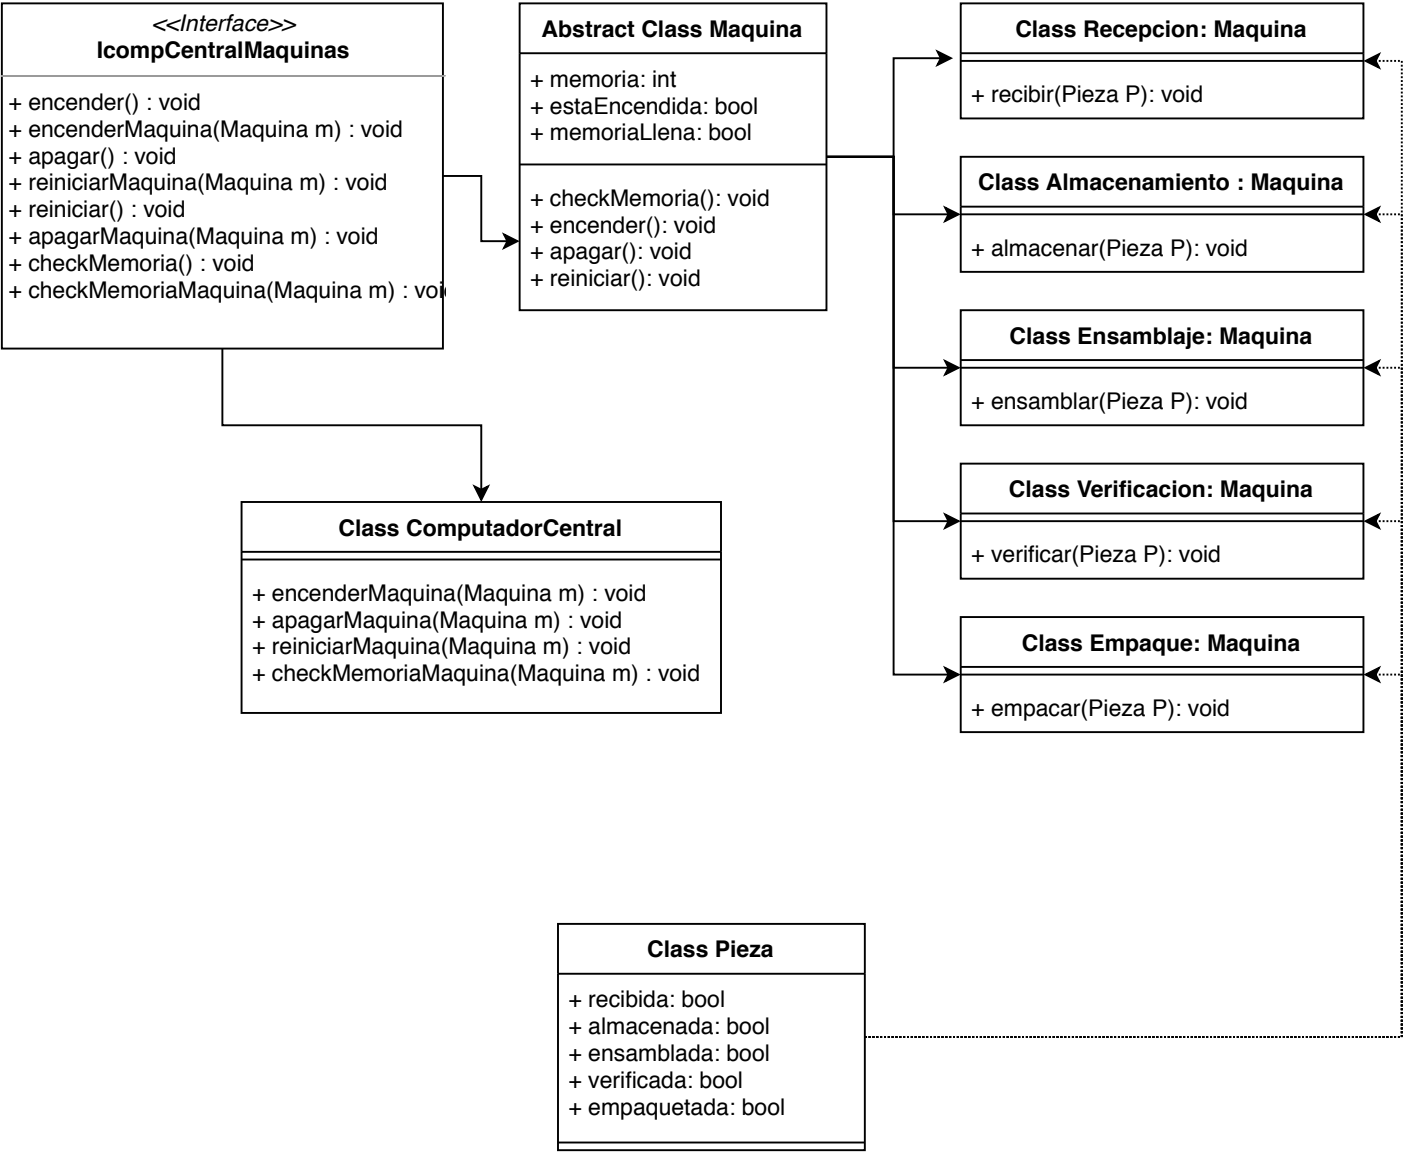 <<Interface>>
IcompCentralMaquinas
+ encender() : void
+ encenderMaquina(Maquina m) : void
+ apagar() : void
+ reiniciarMaquina(Maquina m) : void
+ reiniciar() : void
+ apagarMaquina(Maquina m) : void
+ checkMemoria() : void
+ checkMemoriaMaquina(Maquina m) : voi
Abstract Class Maquina
+ memoria: int
+ estaEncendida: bool
+ memoriaLlena: bool
+ checkMemoria(): void
+ encender(): void
+ apagar(): void
+ reiniciar(): void
Class Recepcion: Maquina
+ recibir(Pieza P): void
Class Almacenamiento : Maquina
+ almacenar(Pieza P): void
Class Ensamblaje: Maquina
+ ensamblar(Pieza P): void
Class Verificacion: Maquina
+ verificar(Pieza P): void
Class Empaque: Maquina
+ empacar(Pieza P): void
Class ComputadorCentral
+ encenderMaquina(Maquina m) : void
+ apagarMaquina(Maquina m) : void
+ reiniciarMaquina(Maquina m) : void
+ checkMemoriaMaquina(Maquina m) : void
Class Pieza
+ recibida: bool
+ almacenada: bool
+ ensamblada: bool
+ verificada: bool
+ empaquetada: bool